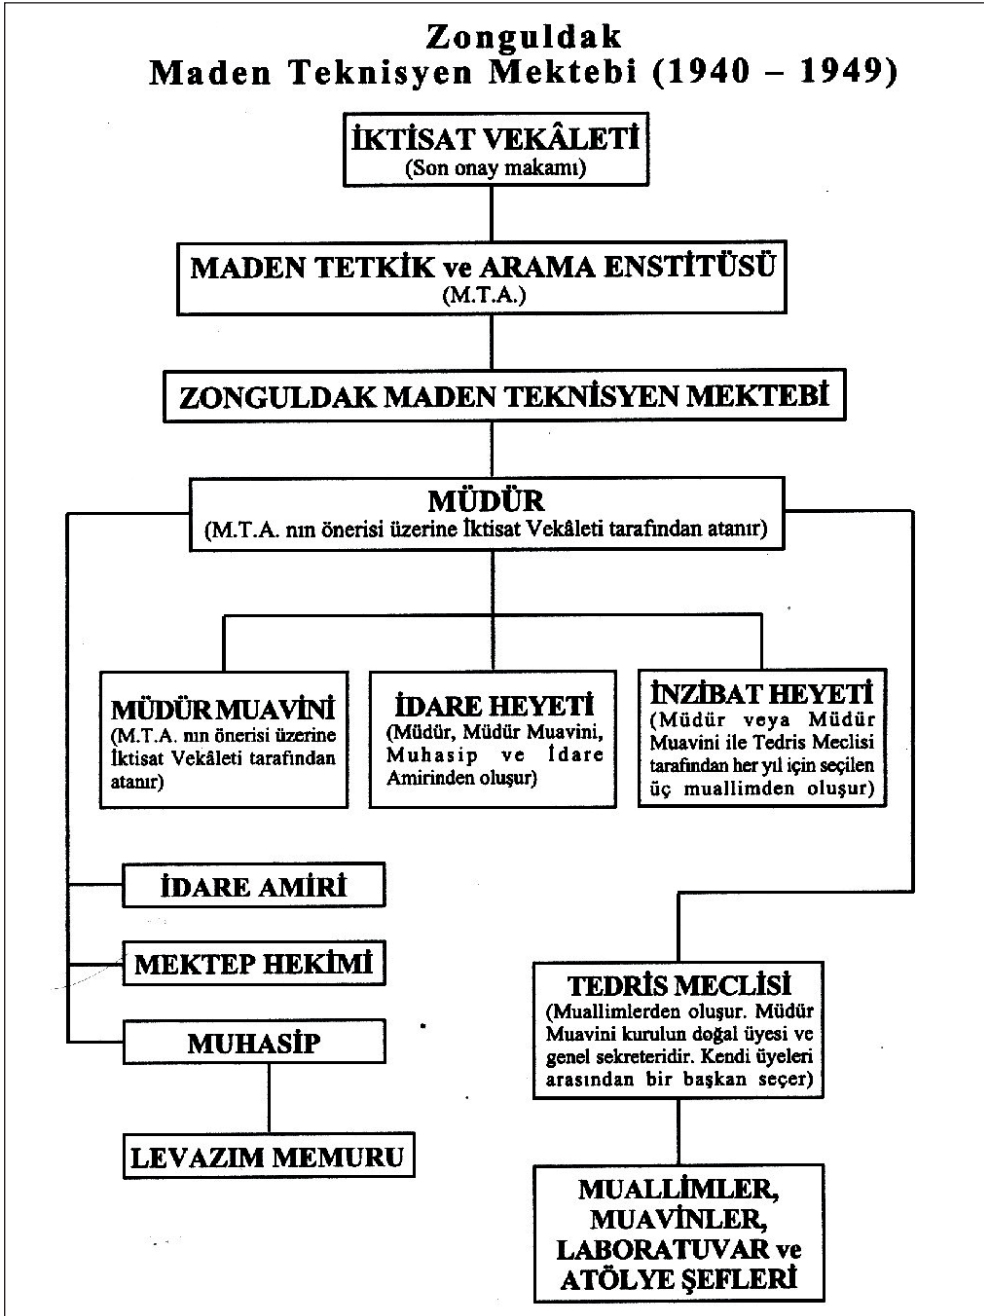 Zonguldak
Maden Teknisyen Mektebi (1940 – 1949)
İKTİSAT VEKÂLETİ
(Son onay makamı)
MADEN TETKİK ve ARAMA ENSTİTÜSÜ
(M.T.A.)
ZONGULDAK MADEN TEKNİSYEN MEKTEBİ
MÜDÜR
(M.T.A. nın önerisi üzerine İktisat Vekâleti tarafından atanır)
MÜDÜR MUAVİNİ
(M.T.A. nın önerisi üzerine
İktisat Vekâleti tarafından
atanır)
İDARE HEYETİ
(Müdür, Müdür Muavini,
Muhasip ve İdare
Amirinden oluşur)
İNZİBAT HEYETİ
(Müdür veya Müdür
Muavini ile Tedris Meclisi
tarafından her yıl için seçilen
üç muallimden oluşur)
İDARE AMİRİ
MEKTEP HEKİMİ
MUHASİP
LEVAZIM MEMURU
TEDRİS MECLİSİ
(Muallimlerden oluşur. Müdür
Muavini kurulun doğal üyesi ve
genel sekreteridir. Kendi üyeleri
arasından bir başkan seçer)
MUALLİMLER,
MUAVİNLER,
LABORATUVAR ve
ATÖLYE ŞEFLERİ